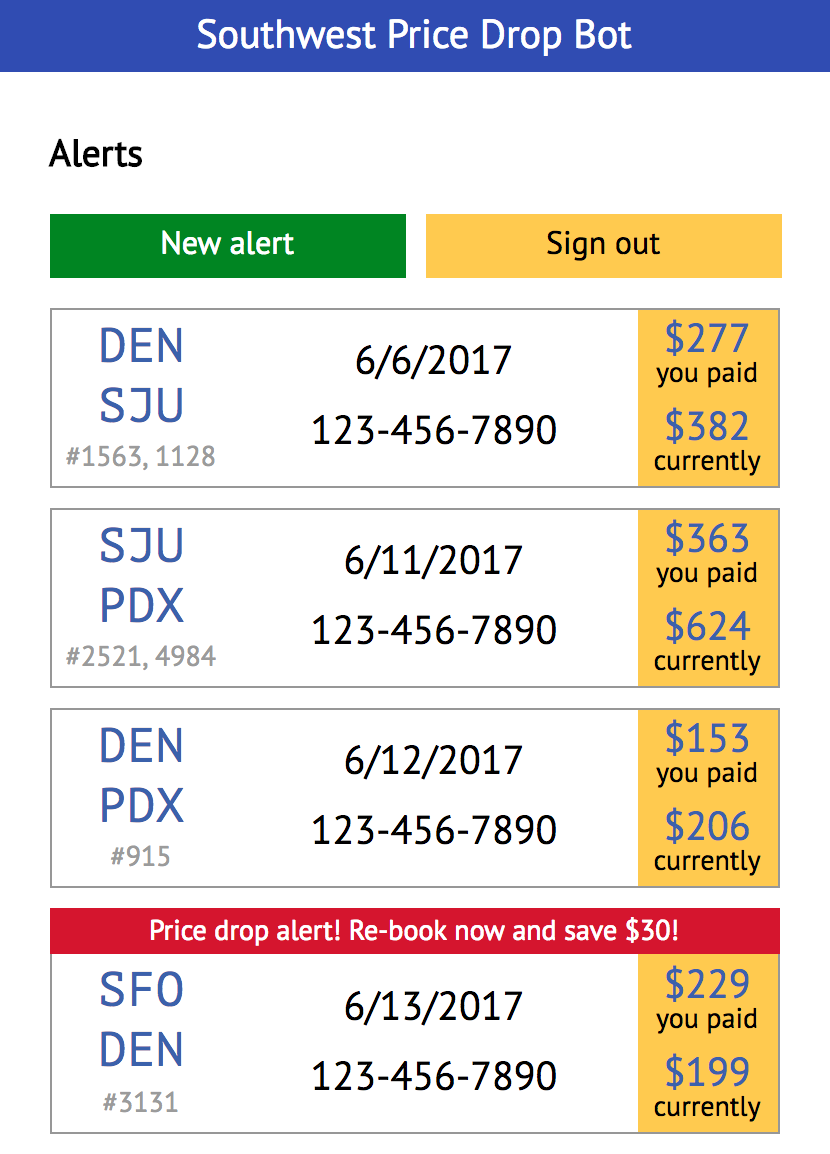 Southwest Price Drop Bot
Alerts
New alert
Sign out
DEN
SJU
#1563, 1128
6/6/2017
123-456-7890
$277
you paid
$382
currently
SJU
PDX
#2521, 4984
6/11/2017
123-456-7890
$363
you paid
$624
currently
DEN
PDX
#915
6/12/2017
123-456-7890
$153
you paid
$206
currently
Price drop alert! Re-book now and save $30!
SFO
DEN
#3131
6/13/2017
123-456-7890
$229
you paid
$199
currently